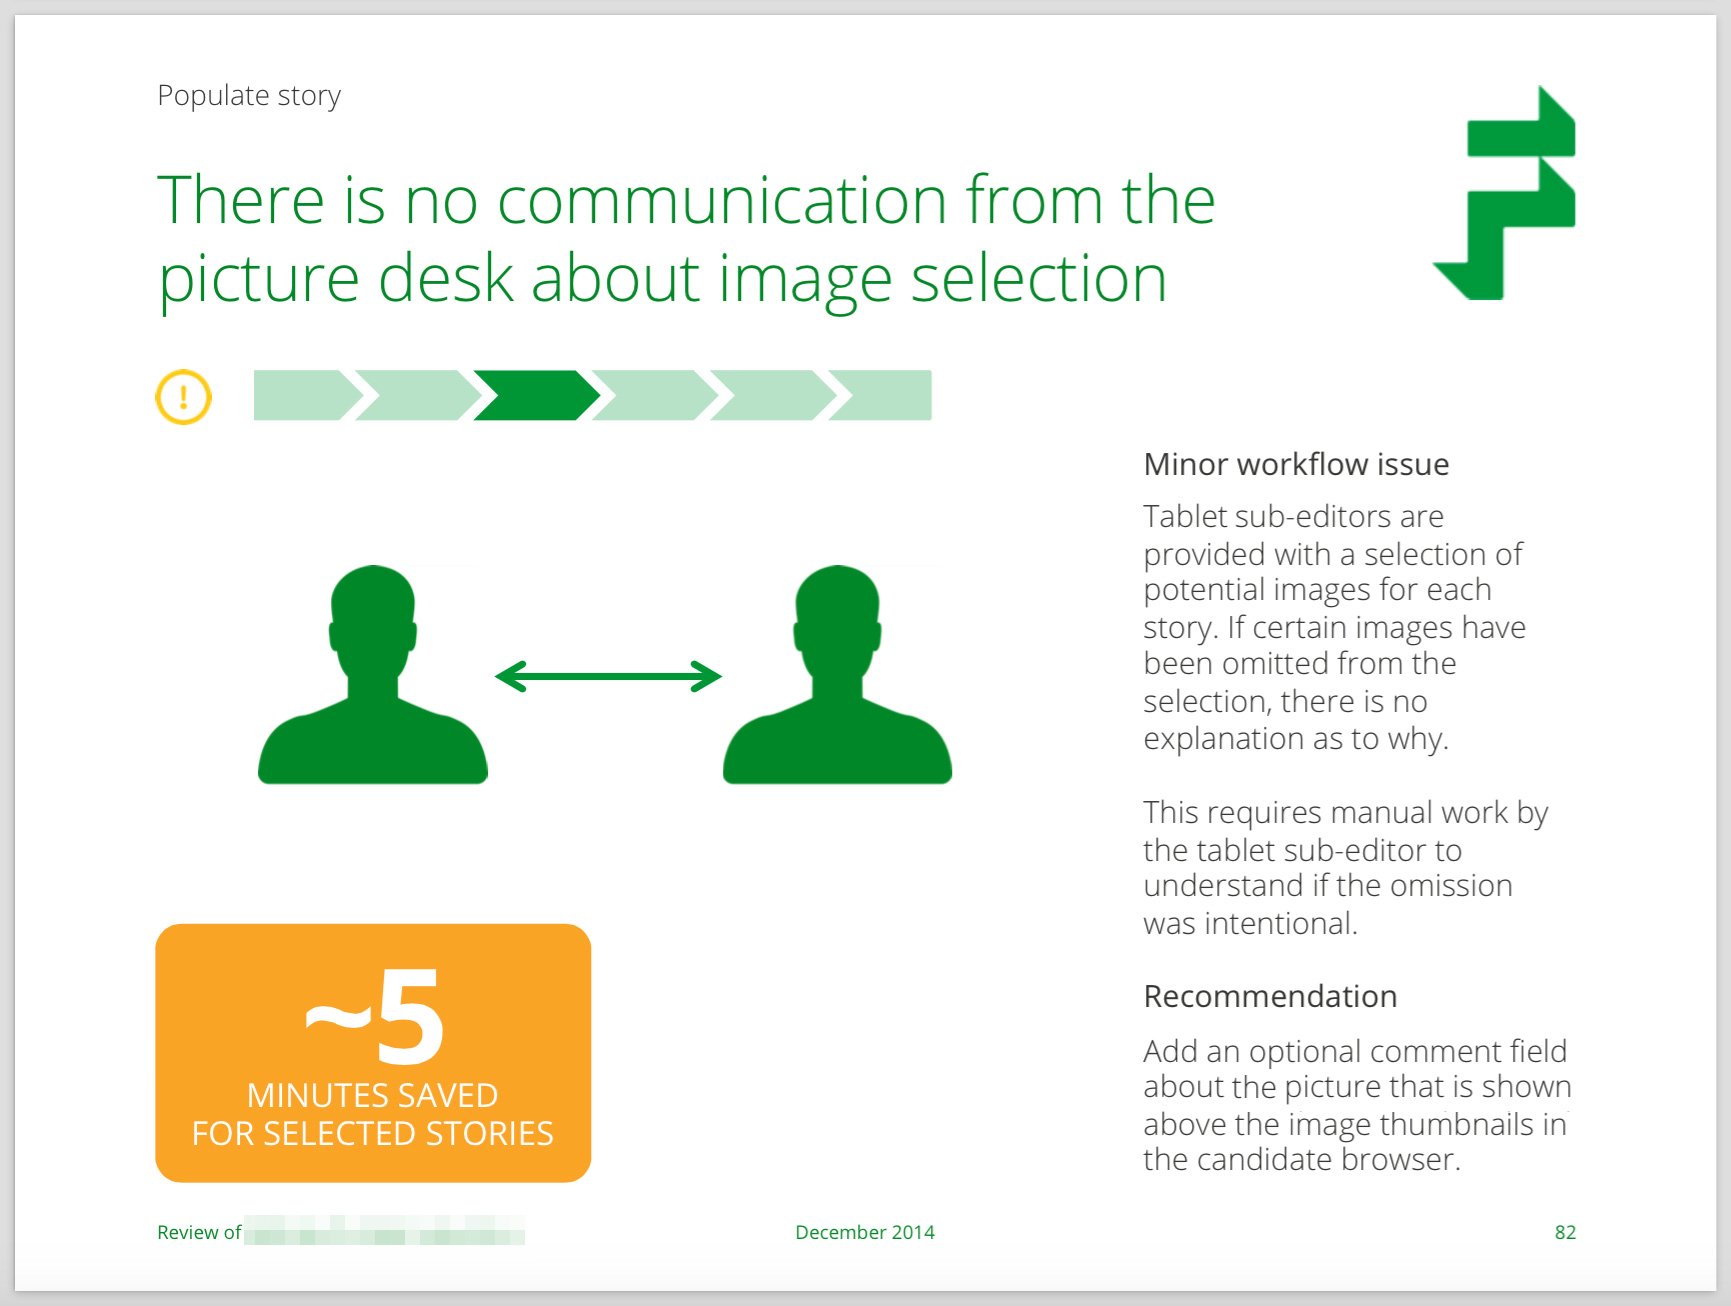 Populate story
There is no communication from the
picture desk about image selection
!
Minor workflow issue
Tablet sub-editors are
provided with a selection of
potential images for each
story. If certain images have
been omitted from the
selection, there is no
explanation as to why.
This requires manual work by
the tablet sub-editor to
understand if the omission
was intentional.
Recommendation
Add an optional comment field
about the picture that is shown
above the image thumbnails in
the candidate browser.
~5
MINUTES SAVED
FOR SELECTED STORIES
Review of
December 2014
82